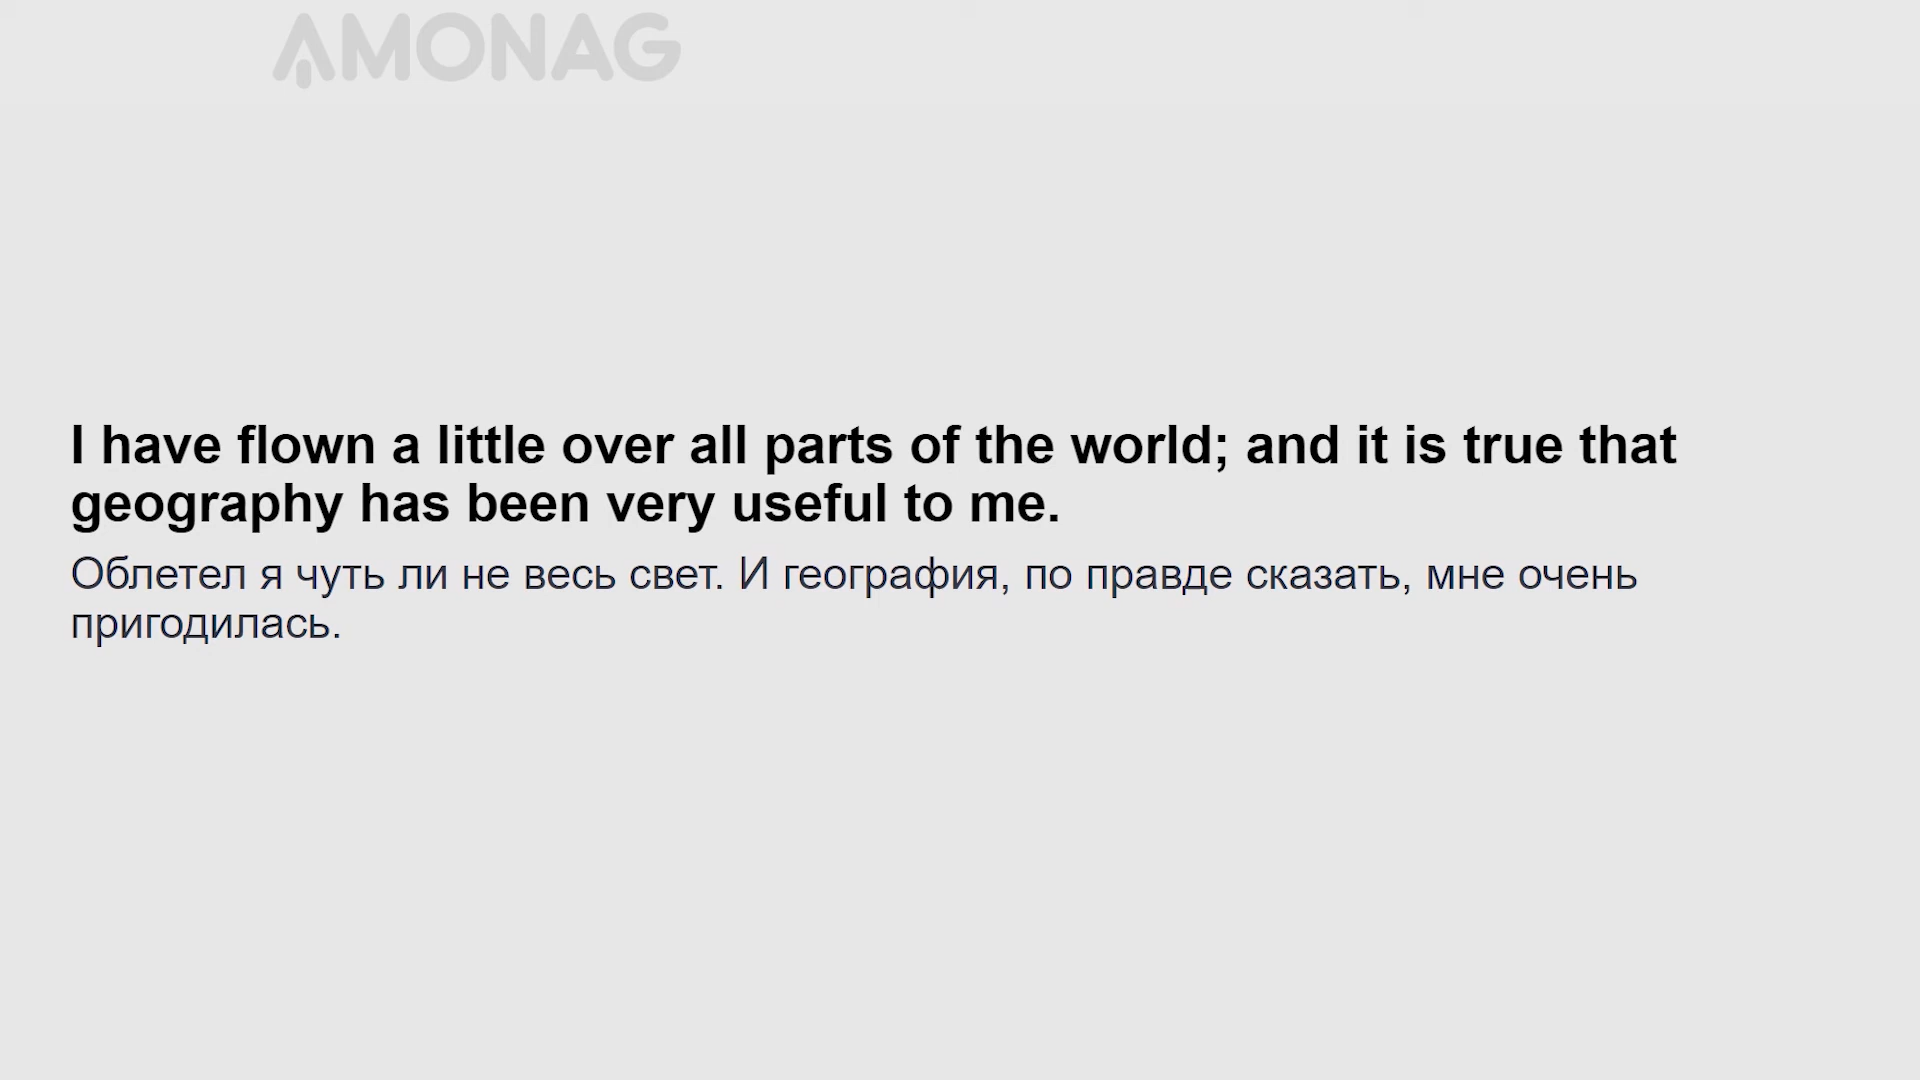 AMONAG
I have flown a little over all parts of the world; and it is true that
geography has been very useful to me.
Облетел я чуть ли не весь свет. И география, по правде сказать, мне очень
пригодилась.